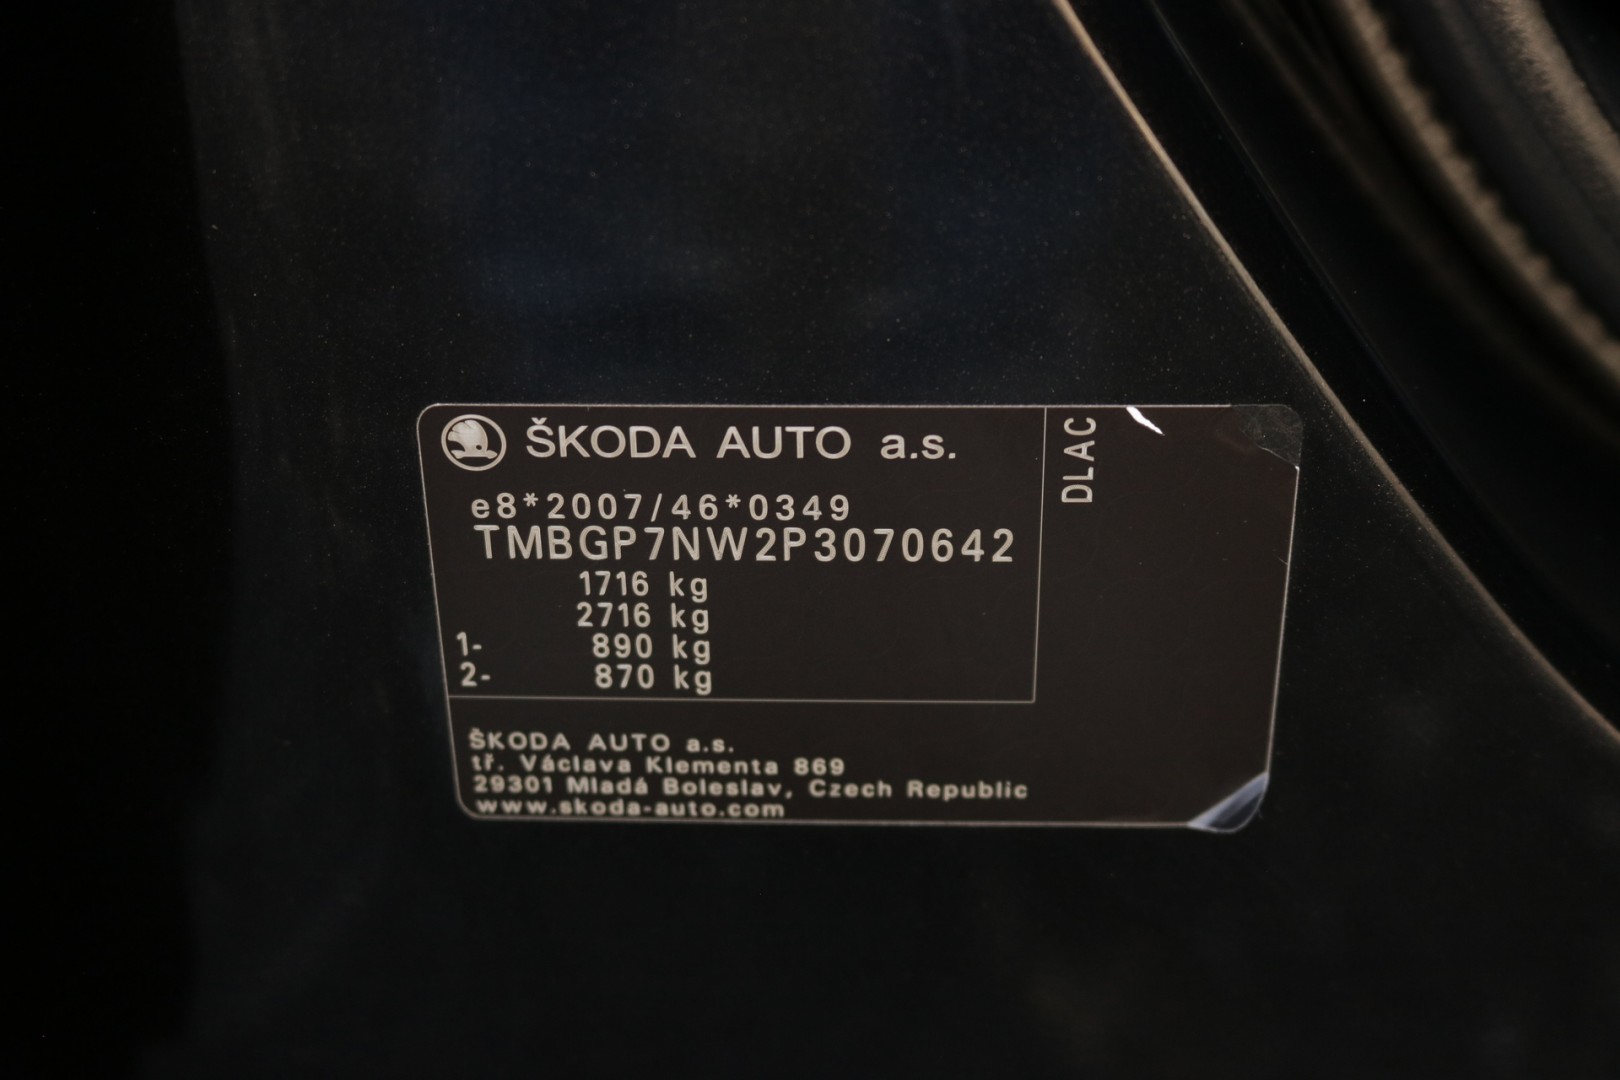 ŠKODA AUTO a.s.
e8*2007/46*0349
TMBGP7NW2P3070642
1716 kg
2716 kg
1- 890 kg
2- 870 kg
DLAC
ŠKODA AUTO a.s.
tř. Václava Klementa 869
29301 Mladá Boleslav, Czech Republic
www.skoda-auto.com